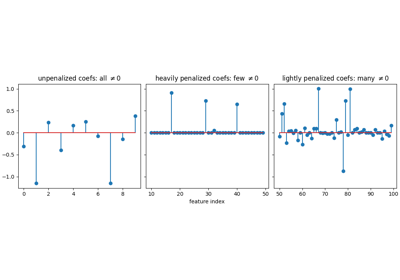 unpenalized coefs: all ≠0 heavily penalized coefs: few ≠0 lightly penalized coefs: many ≠0
1.0
0.5
0.0
−0.5
−1.0
0 2 4 6 8 10 20 30 40 50 50 60 70 80 90 100
feature index